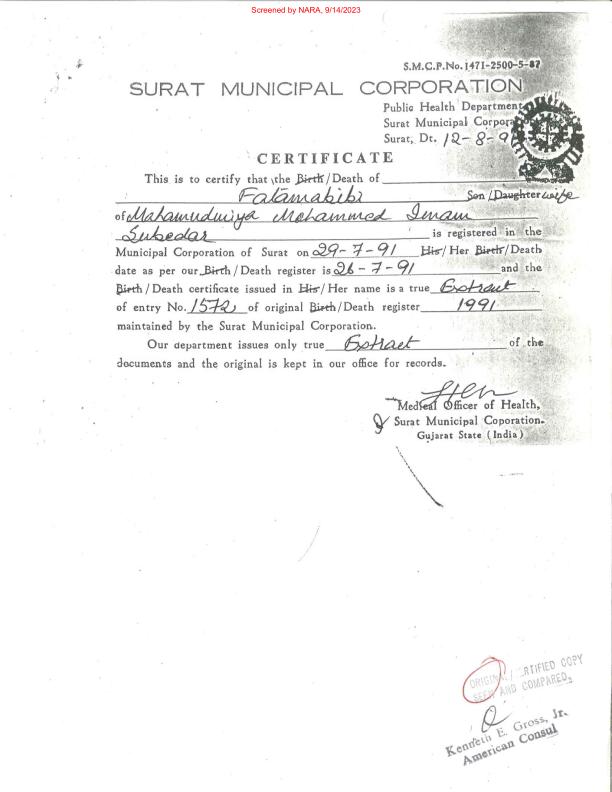 Screened by NARA, 9/14/2023
S.M.C.P.No. 1471-2500-5-87
SURAT MUNICIPAL CORPORATION
Public Health Department
Surat Municipal
Surat, Dt. 12-8-9
CERTIFICATE
This is to certify that the Birth/Death of
Fatamabibi Son/Daughter wife
of Mahamudmiya Mohammed Imam
Subedar is registered in the
Municipal Corporation of Surat on 29-7-91 His/Her Birth/Death
date as per our Birth/Death register is 26-7-91 and the
Birth/Death certificate issued in His/Her name is a true Extract
of entry No. 1572, of original Birth/Death register 1991
maintained by the Surat Municipal Corporation.
Our department issues only true Extract of the
documents and the original is kept in our office for records.
Medical Officer of Health,
Surat Municipal Coporation.
Gujarat State (India)
ORIGINAL/CERTIFIED COPY
SEEN AND COMPARED.
Kenneth E. Gross, Jr.
American Consul